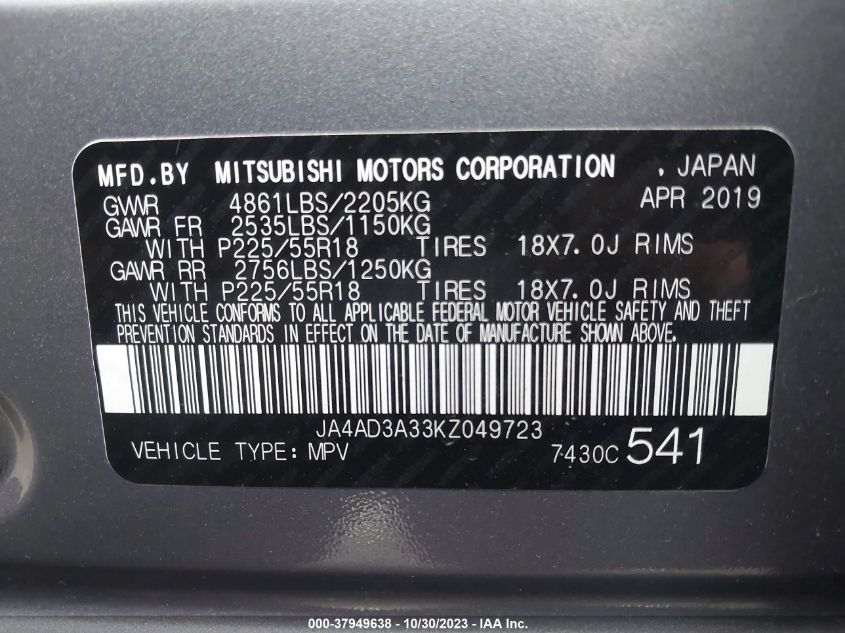 MFD.BY MITSUBISHI MOTORS CORPORATION , JAPAN
GVWR 4861LBS/2205KG APR 2019
GAWR FR 2535LBS/1150KG
WITH P225/55R18 TIRES 18X7.0J RIMS
GAWR RR 2756LBS/1250KG
WITH P225/55R18 TIRES 18X7.0J RIMS
THIS VEHICLE CONFORMS TO ALL APPLICABLE FEDERAL MOTOR VEHICLE SAFETY AND THEFT
PREVENTION STANDARDS IN EFFECT ON THE DATE OF MANUFACTURE SHOWN ABOVE.
JA4AD3A33KZ049723
VEHICLE TYPE: MPV 7430C 541
000-37949638 - 10/30/2023 - IAA Inc.